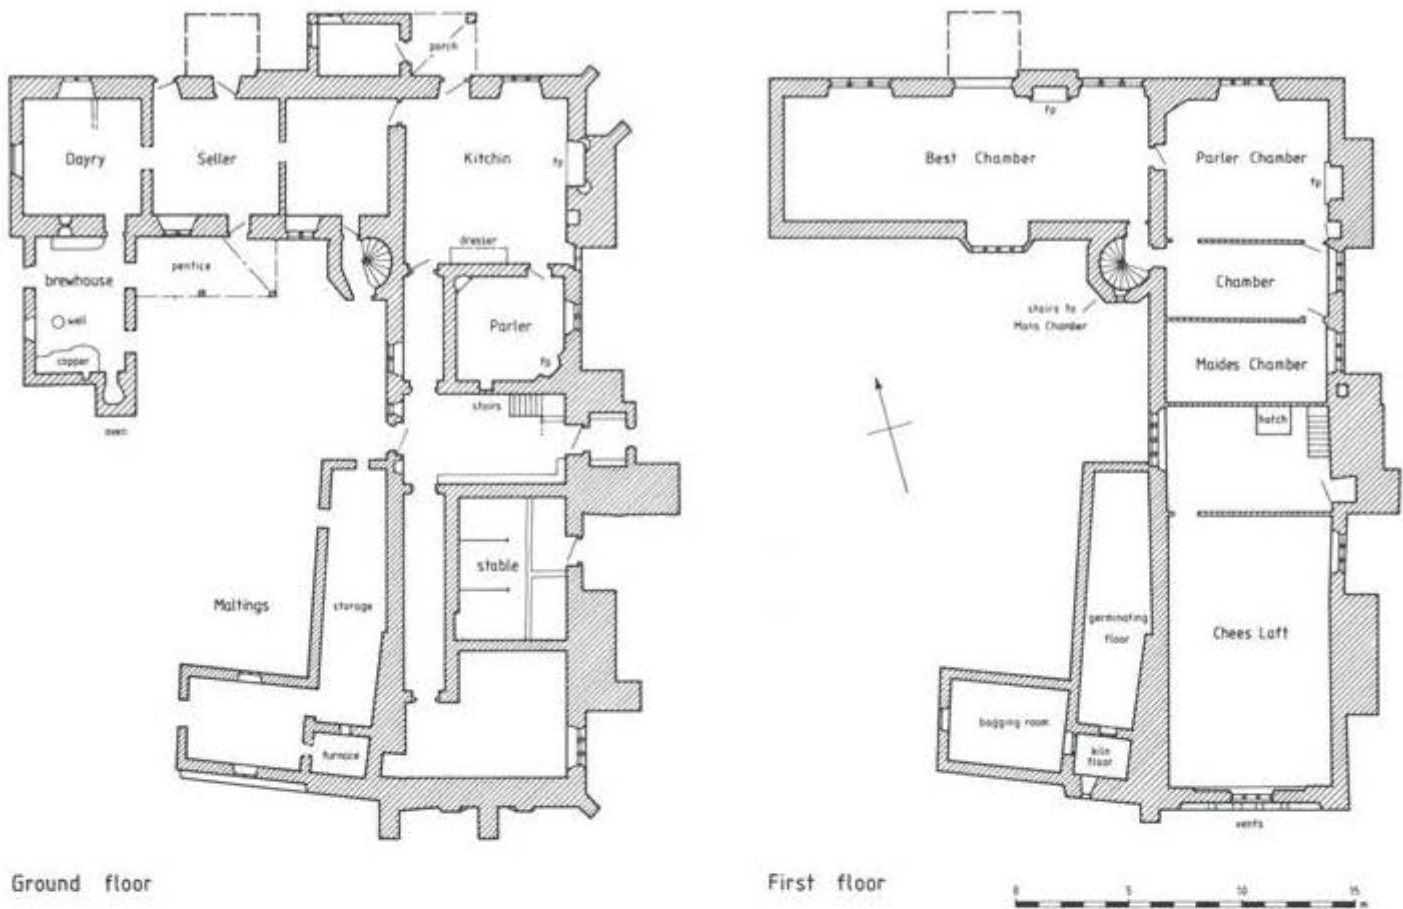 porch
Dayry
Seller
Kitchin
fp
dresser
pentice
brewhouse
well
copper
oven
Parler
fp
stairs
stable
Maltings
storage
furnace
Ground floor
fp
Best Chamber
Parler Chamber
fp
Chamber
stairs to
Mans Chamber
Maides Chamber
hatch
germinating
floor
Chees Loft
bagging room
kiln
floor
vents
First floor
0 5 10 15
m